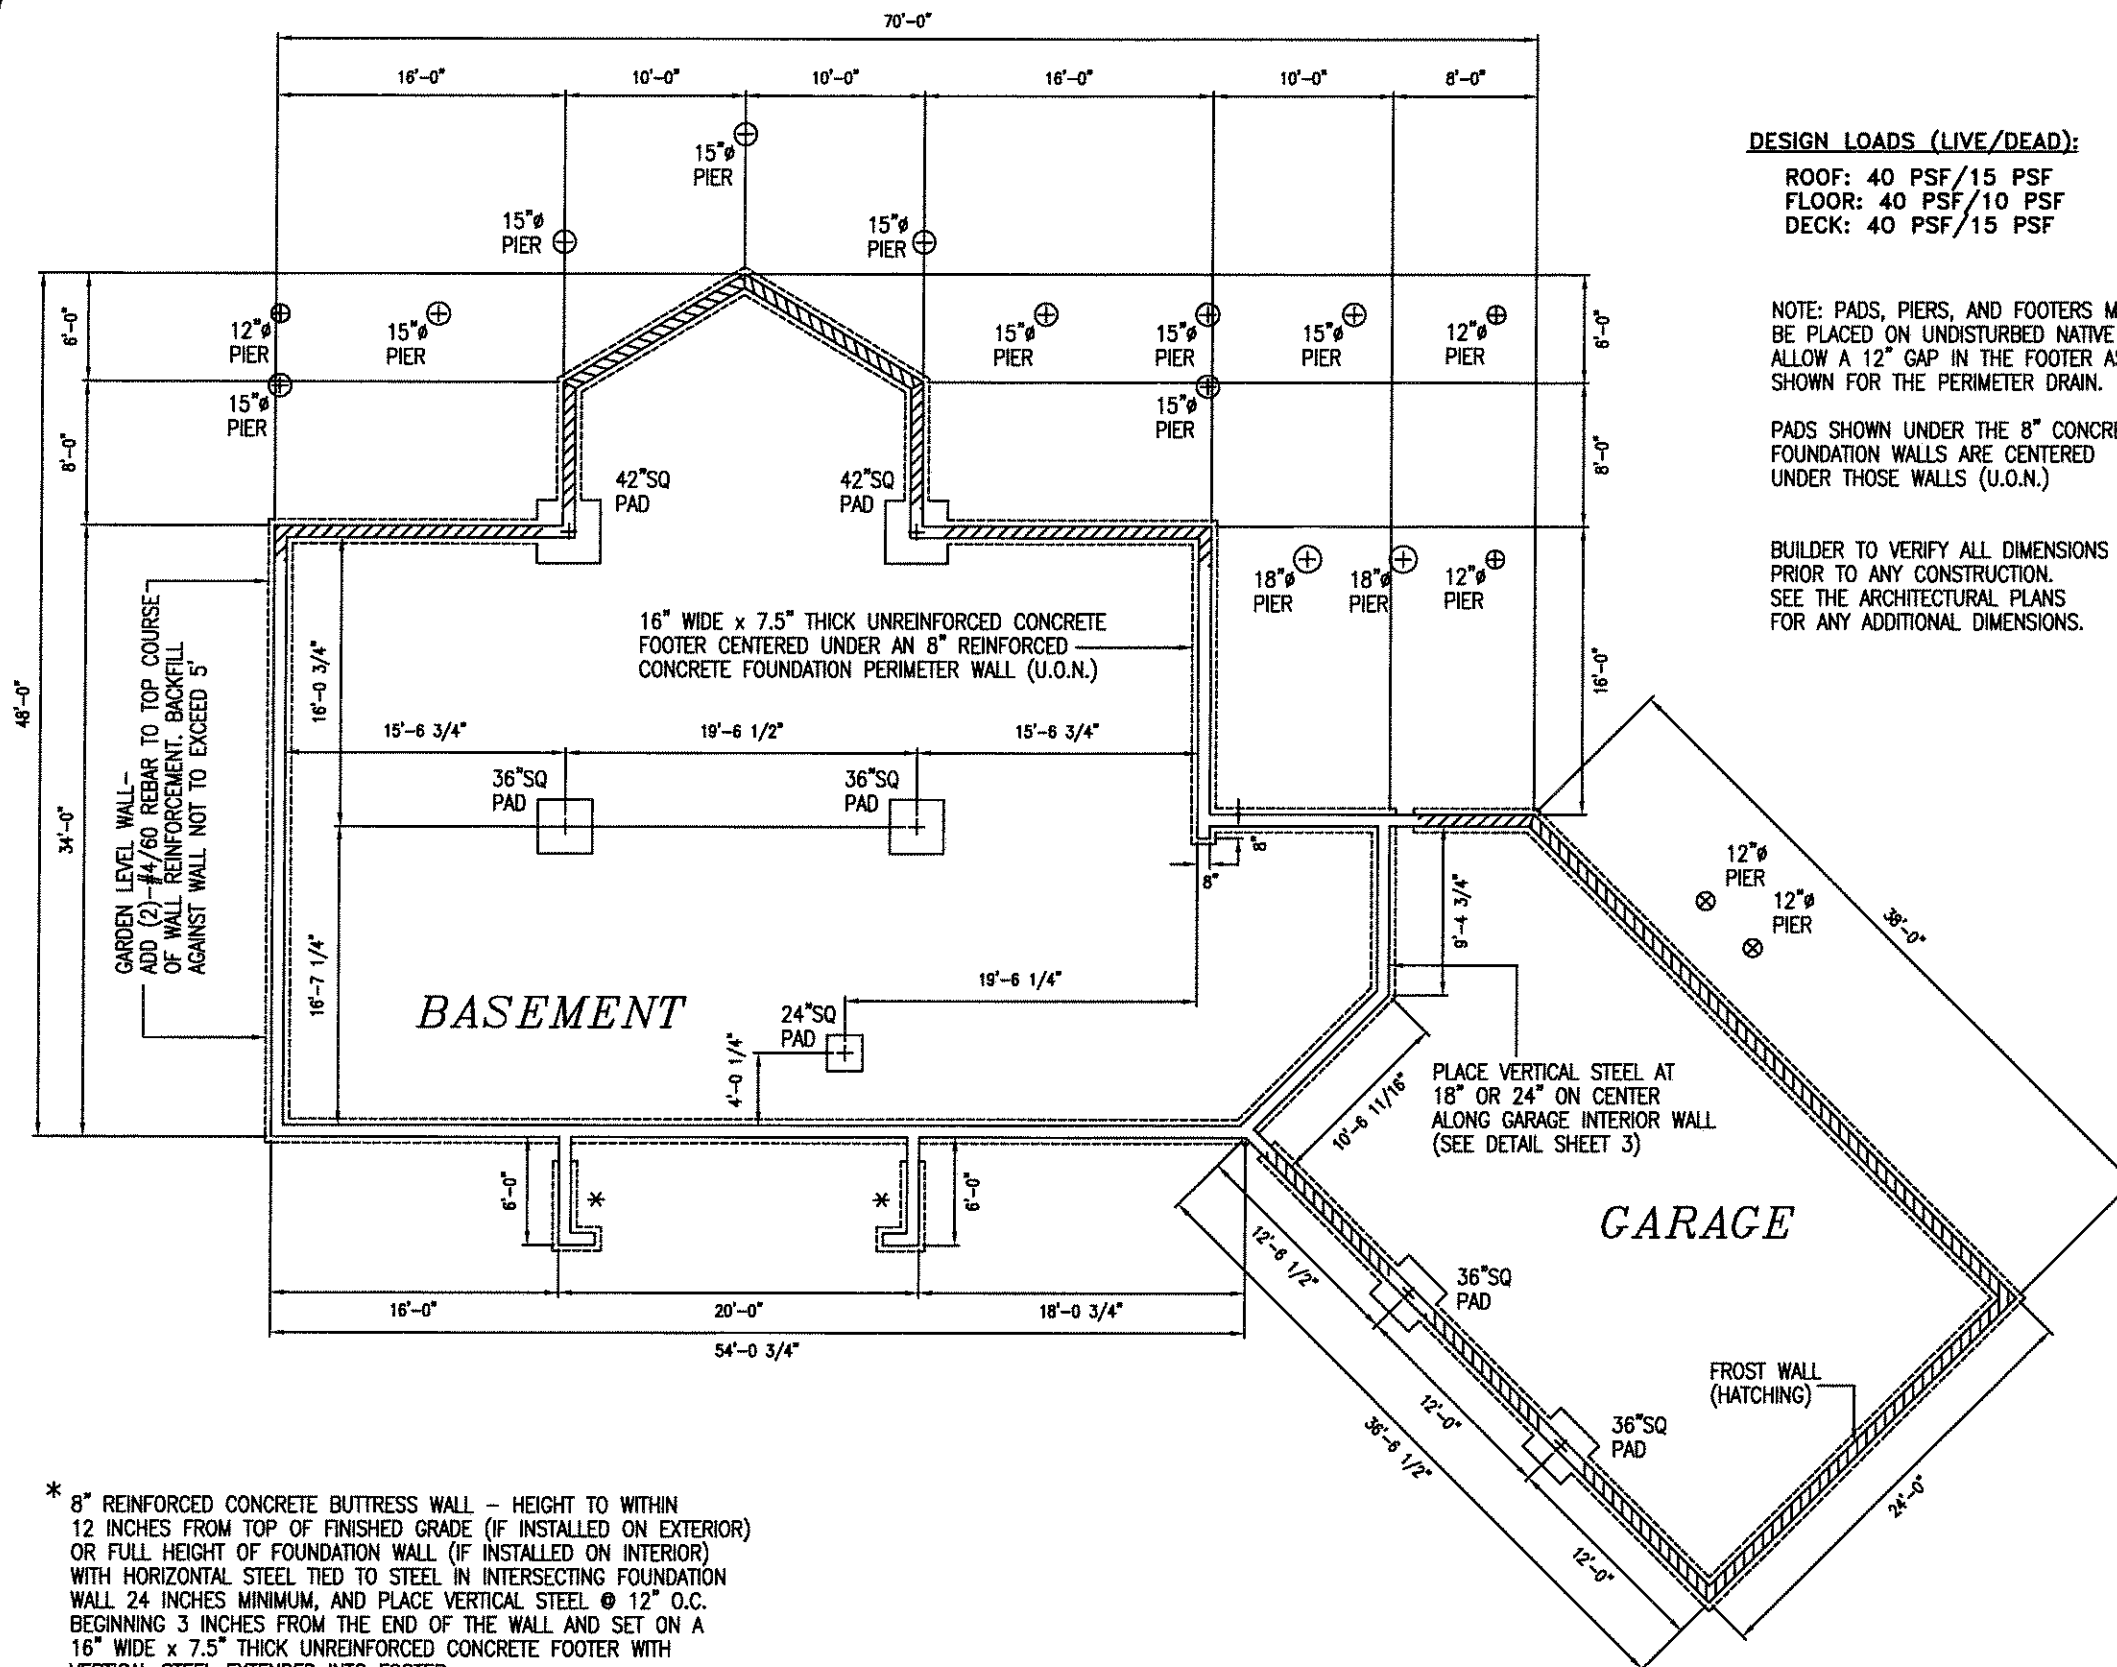 70'-0"
16'-0"
10'-0"
10'-0"
16'-0"
10'-0"
8'-0"
DESIGN LOADS (LIVE/DEAD):
ROOF: 40 PSF/15 PSF
FLOOR: 40 PSF/10 PSF
DECK: 40 PSF/15 PSF
15"ø
PIER
15"ø
PIER
15"ø
PIER
12"ø
PIER
15"ø
PIER
15"ø
PIER
15"ø
PIER
15"ø
PIER
12"ø
PIER
15"ø
PIER
15"ø
PIER
6'-0"
8'-0"
48'-0"
34'-0"
6'-0"
8'-0"
16'-0"
NOTE: PADS, PIERS, AND FOOTERS
BE PLACED ON UNDISTURBED NATIVE
ALLOW A 12" GAP IN THE FOOTER
SHOWN FOR THE PERIMETER DRAIN.
PADS SHOWN UNDER THE 8"
FOUNDATION WALLS ARE CENTERED
UNDER THOSE WALLS (U.O.N.)
BUILDER TO VERIFY ALL DIMENSIONS
PRIOR TO ANY CONSTRUCTION.
SEE THE ARCHITECTURAL PLANS
FOR ANY ADDITIONAL DIMENSIONS.
42"SQ
PAD
42"SQ
PAD
18"ø
PIER
18"ø
PIER
12"ø
PIER
16" WIDE x 7.5" THICK UNREINFORCED CONCRETE
FOOTER CENTERED UNDER AN 8" REINFORCED
CONCRETE FOUNDATION PERIMETER WALL (U.O.N.)
GARDEN LEVEL WALL-
ADD (2)-#4/60 REBAR TO TOP COURSE
OF WALL REINFORCEMENT. BACKFILL
AGAINST WALL NOT TO EXCEED 5'
16'-0 3/4"
15'-6 3/4"
19'-6 1/2"
15'-6 3/4"
36"SQ
PAD
36"SQ
PAD
8"
8"
16'-7 1/4"
9'-4 3/4"
12"ø
PIER
12"ø
PIER
38'-0"
BASEMENT
19'-6 1/4"
24"SQ
PAD
4'-0 1/4"
10'-6 11/16"
PLACE VERTICAL STEEL AT
18" OR 24" ON CENTER
ALONG GARAGE INTERIOR WALL
(SEE DETAIL SHEET 3)
GARAGE
6'-0"
*
*
6'-0"
16'-0"
20'-0"
18'-0 3/4"
54'-0 3/4"
12'-6 1/2"
36"SQ
PAD
12'-0"
36'-6 1/2"
36"SQ
PAD
FROST WALL
(HATCHING)
24'-0"
12'-0"
* 8" REINFORCED CONCRETE BUTTRESS WALL - HEIGHT TO WITHIN
12 INCHES FROM TOP OF FINISHED GRADE (IF INSTALLED ON EXTERIOR)
OR FULL HEIGHT OF FOUNDATION WALL (IF INSTALLED ON INTERIOR)
WITH HORIZONTAL STEEL TIED TO STEEL IN INTERSECTING FOUNDATION
WALL 24 INCHES MINIMUM, AND PLACE VERTICAL STEEL @ 12" O.C.
BEGINNING 3 INCHES FROM THE END OF THE WALL AND SET ON A
16" WIDE x 7.5" THICK UNREINFORCED CONCRETE FOOTER WITH
VERTICAL STEEL EXTENDED INTO FOOTER